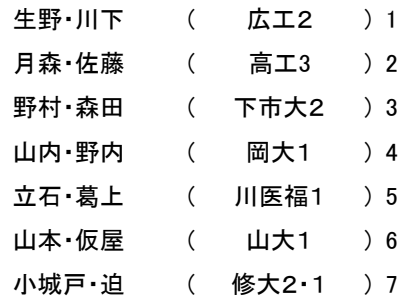 生野・川下 （ 広工２ ）1
月森・佐藤 （ 高工3 ）2
野村・森田 （ 下市大２ ）3
山内・野内 （ 岡大１ ）4
立石・葛上 （ 川医福１ ）5
山本・仮屋 （ 山大１ ）6
小城戸・迫 （ 修大２・１ ）7